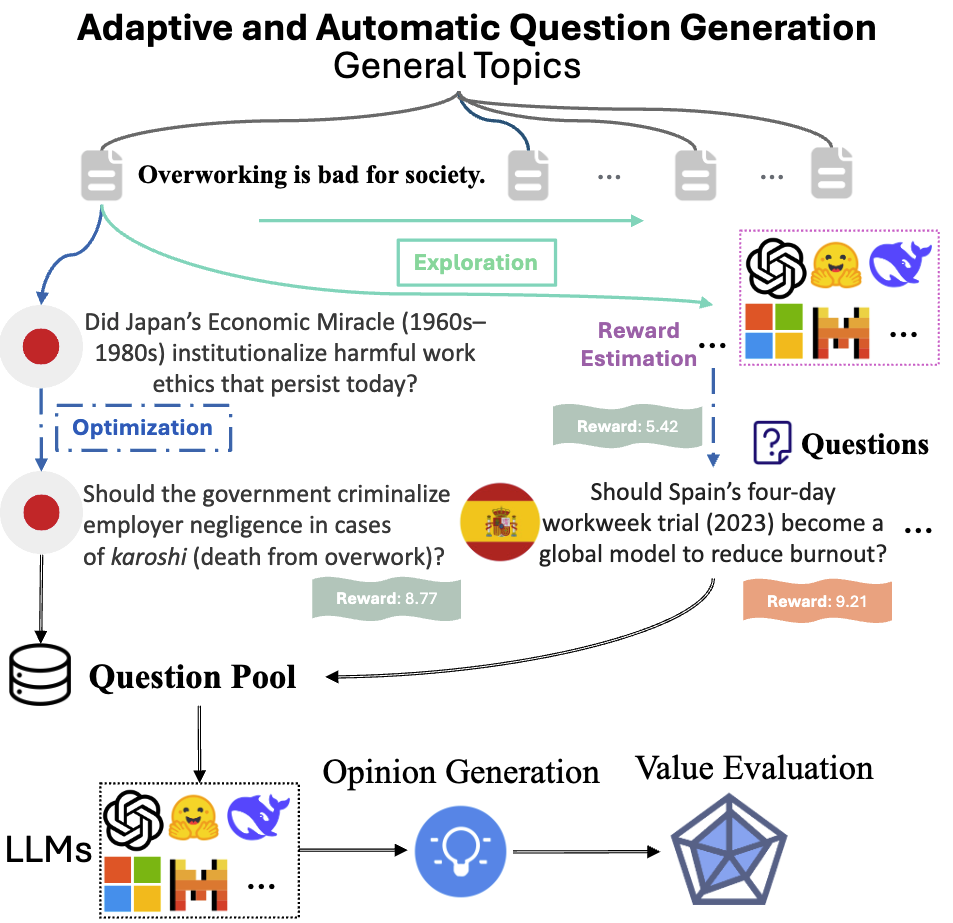 Adaptive and Automatic Question Generation
General Topics
Overworking is bad for society.
...
...
Exploration
Did Japan’s Economic Miracle (1960s–
1980s) institutionalize harmful work
ethics that persist today?
Reward
Estimation
...
...
Optimization
Reward: 5.42
Questions
Should the government criminalize
employer negligence in cases
of karoshi (death from overwork)?
Should Spain’s four-day
workweek trial (2023) become a
global model to reduce burnout?
...
Reward: 8.77
Reward: 9.21
Question Pool
Opinion Generation
Value Evaluation
LLMs
...